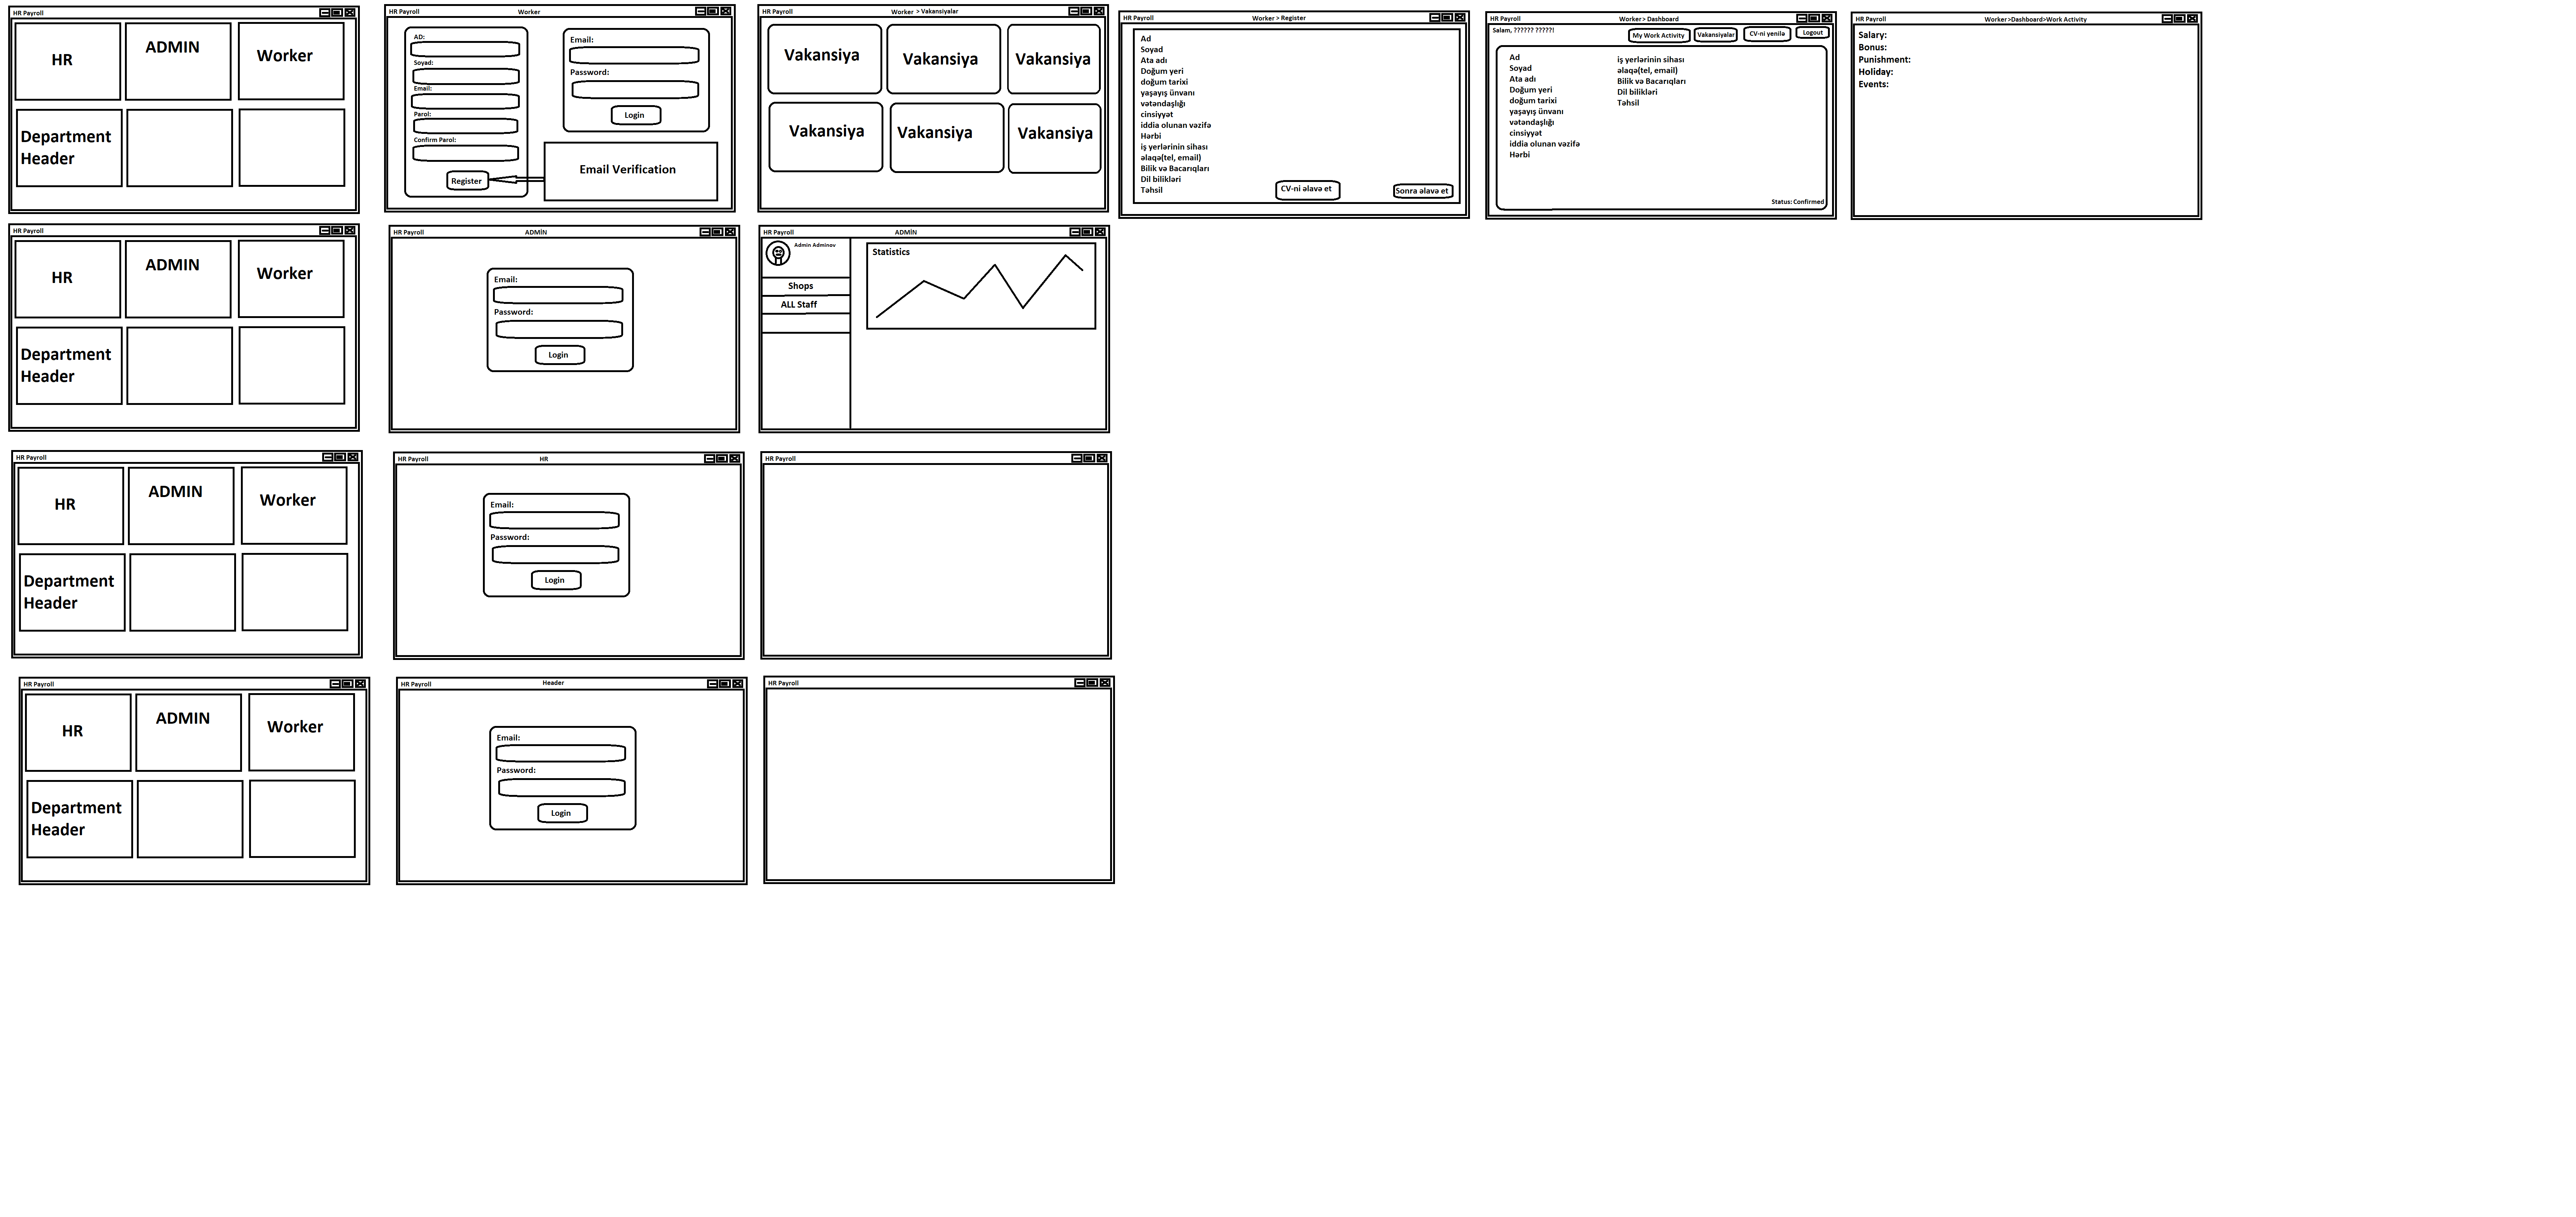 HR Payroll
HR
ADMIN
Worker
Department
Header
HR Payroll
Worker
AD:
Soyad:
Email:
Parol:
Confirm Parol:
Register
Email:
Password:
Login
Email Verification
HR Payroll
Worker > Vakansiyalar
Vakansiya
Vakansiya
Vakansiya
Vakansiya
Vakansiya
Vakansiya
HR Payroll
Worker > Register
Ad
Soyad
Ata adı
Doğum yeri
doğum tarixi
yaşayış ünvanı
vətəndaşlığı
cinsiyyət
iddia olunan vəzifə
Hərbi
iş yerlərinin sihası
əlaqə(tel, email)
Bilik və Bacarıqları
Dil bilikləri
Təhsil
CV-ni əlavə et
Sonra əlavə et
HR Payroll
Worker > Dashboard
Salam, ?????? ?????!
My Work Activity
Vakansiyalar
CV-ni yenilə
Logout
Ad
Soyad
Ata adı
Doğum yeri
doğum tarixi
yaşayış ünvanı
vətəndaşlığı
cinsiyyət
iddia olunan vəzifə
Hərbi
iş yerlərinin sihası
əlaqə(tel, email)
Bilik və Bacarıqları
Dil bilikləri
Təhsil
Status: Confirmed
HR Payroll
Worker>Dashboard>Work Activity
Salary:
Bonus:
Punishment:
Holiday:
Events:
HR Payroll
HR
ADMIN
Worker
Department
Header
HR Payroll
ADMİN
Email:
Password:
Login
HR Payroll
ADMİN
Admin Adminov
Shops
ALL Staff
Statistics
HR Payroll
HR
ADMIN
Worker
Department
Header
HR Payroll
HR
Email:
Password:
Login
HR Payroll
HR Payroll
HR
ADMIN
Worker
Department
Header
HR Payroll
Header
Email:
Password:
Login
HR Payroll